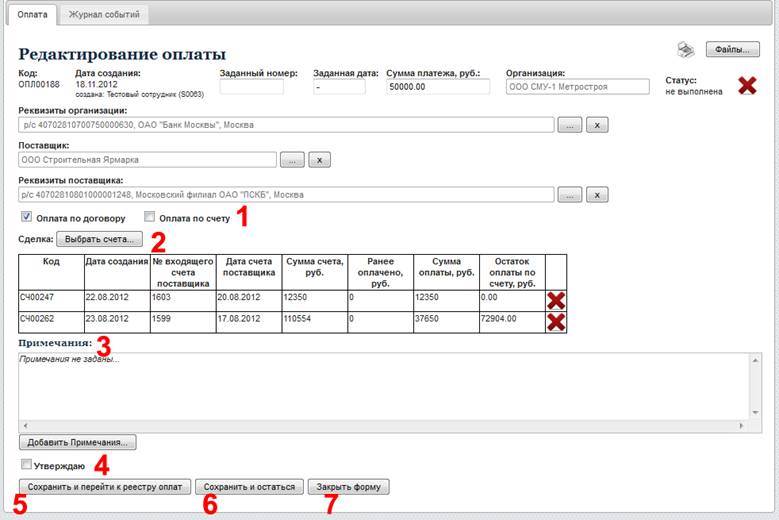 Оплата Журнал событий
Редактирование оплаты Файлы...
Код: Дата создания: Заданный номер: Заданная дата: Сумма платежа, руб.: Организация: Статус:
ОПЛ00188 18.11.2012 - 50000.00 ООО СМУ-1 Метростроя не выполнена
создана: Тестовый сотрудник (S0063)
Реквизиты организации:
р/с 40702810700750000630, ОАО "Банк Москвы", Москва ... x
Поставщик:
ООО Строительная Ярмарка ... x
Реквизиты поставщика:
р/с 40702810801000001248, Московский филиал ОАО "ПСКБ", Москва ... x
Оплата по договору Оплата по счету 1
Сделка: Выбрать счета... 2
Код Дата создания № входящего счета поставщика Дата счета поставщика Сумма счета, руб. Ранее оплачено, руб. Сумма оплаты, руб. Остаток оплаты по счету, руб.
СЧ00247 22.08.2012 1603 20.08.2012 12350 0 12350 0.00
СЧ00262 23.08.2012 1599 17.08.2012 110554 0 37650 72904.00
Примечания: 3
Примечания не заданы...
Добавить Примечания...
Утверждаю 4
Сохранить и перейти к реестру оплат Сохранить и остаться Закрыть форму
5 6 7